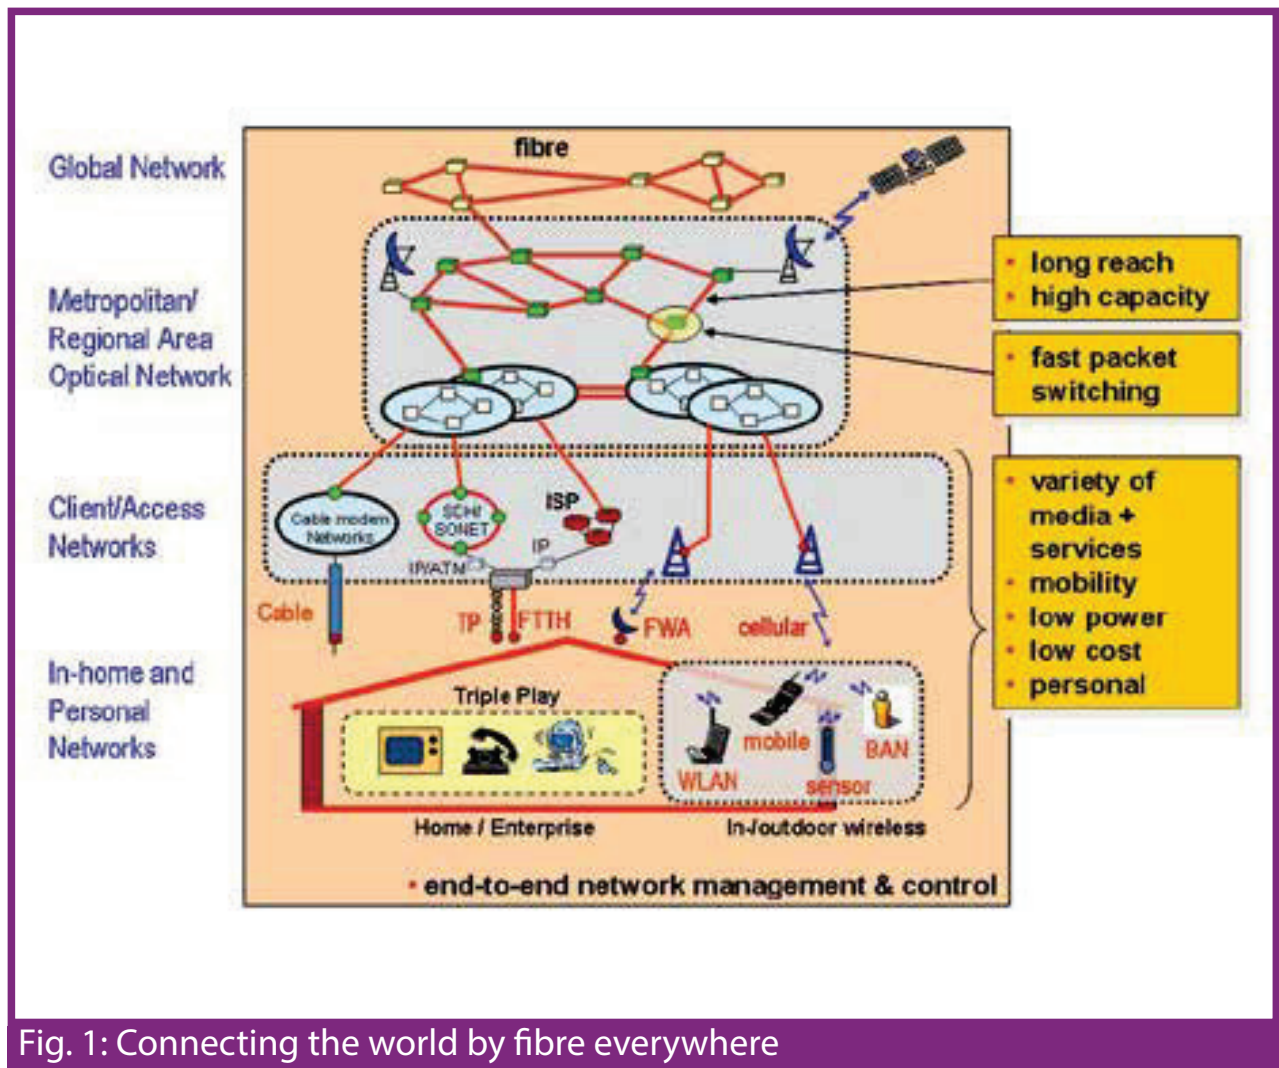 fibre
Global Network
Metropolitan/
Regional Area
Optical Network
• long reach
• high capacity
• fast packet
switching
Client/Access
Networks
Cable modem
Networks
SDH/
SONET
ISP
IP
IP/ATM
Cable
TP
FTTH
FWA
cellular
• variety of
media +
services
• mobility
• low power
• low cost
• personal
In-home and
Personal
Networks
Triple Play
WLAN
mobile
sensor
BAN
Home / Enterprise
In-/outdoor wireless
• end-to-end network management & control
Fig. 1: Connecting the world by fibre everywhere